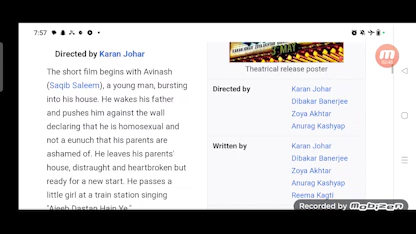 7:57
Directed by Karan Johar
The short film begins with Avinash
(Saqib Saleem), a young man, bursting
into his house. He wakes his father
and pushes him against the wall
declaring that he is homosexual and
not a eunuch that his parents are
ashamed of. He leaves his parents'
house, distraught and heartbroken but
ready for a new start. He passes a
little girl at a train station singing
"Ajeeb Dastan Hain Ye,"
MAY
Theatrical release poster
Directed by
Karan Johar
Dibakar Banerjee
Zoya Akhtar
Anurag Kashyap
Written by
Karan Johar
Dibakar Banerjee
Zoya Akhtar
Anurag Kashyap
Reema Kagti
Recorded by mobizen